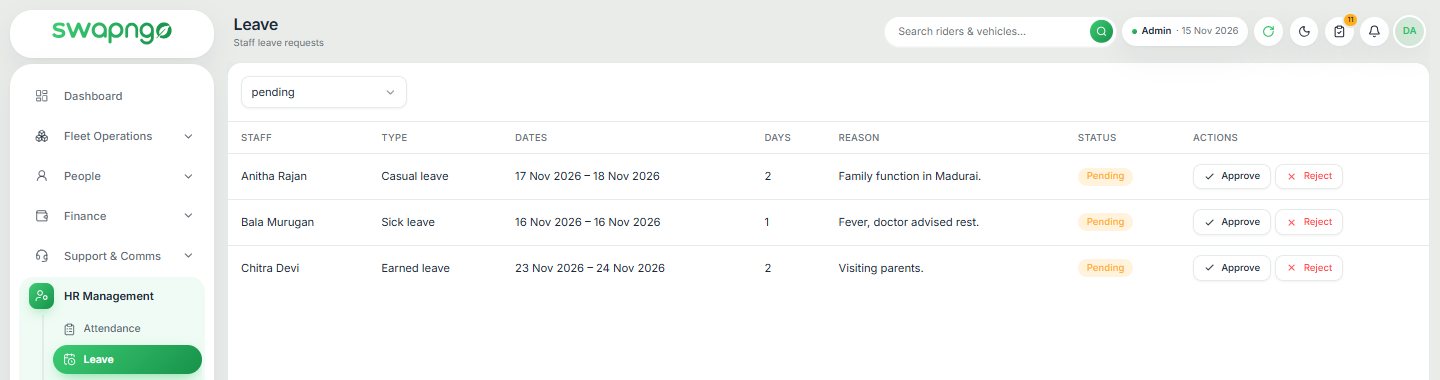 swapngo
Leave
Staff leave requests
Search riders & vehicles...
Admin · 15 Nov 2026
11
DA
Dashboard
Fleet Operations
People
Finance
Support & Comms
HR Management
Attendance
Leave
pending
STAFF TYPE DATES DAYS REASON STATUS ACTIONS
Anitha Rajan Casual leave 17 Nov 2026 – 18 Nov 2026 2 Family function in Madurai. Pending Approve Reject
Bala Murugan Sick leave 16 Nov 2026 – 16 Nov 2026 1 Fever, doctor advised rest. Pending Approve Reject
Chitra Devi Earned leave 23 Nov 2026 – 24 Nov 2026 2 Visiting parents. Pending Approve Reject